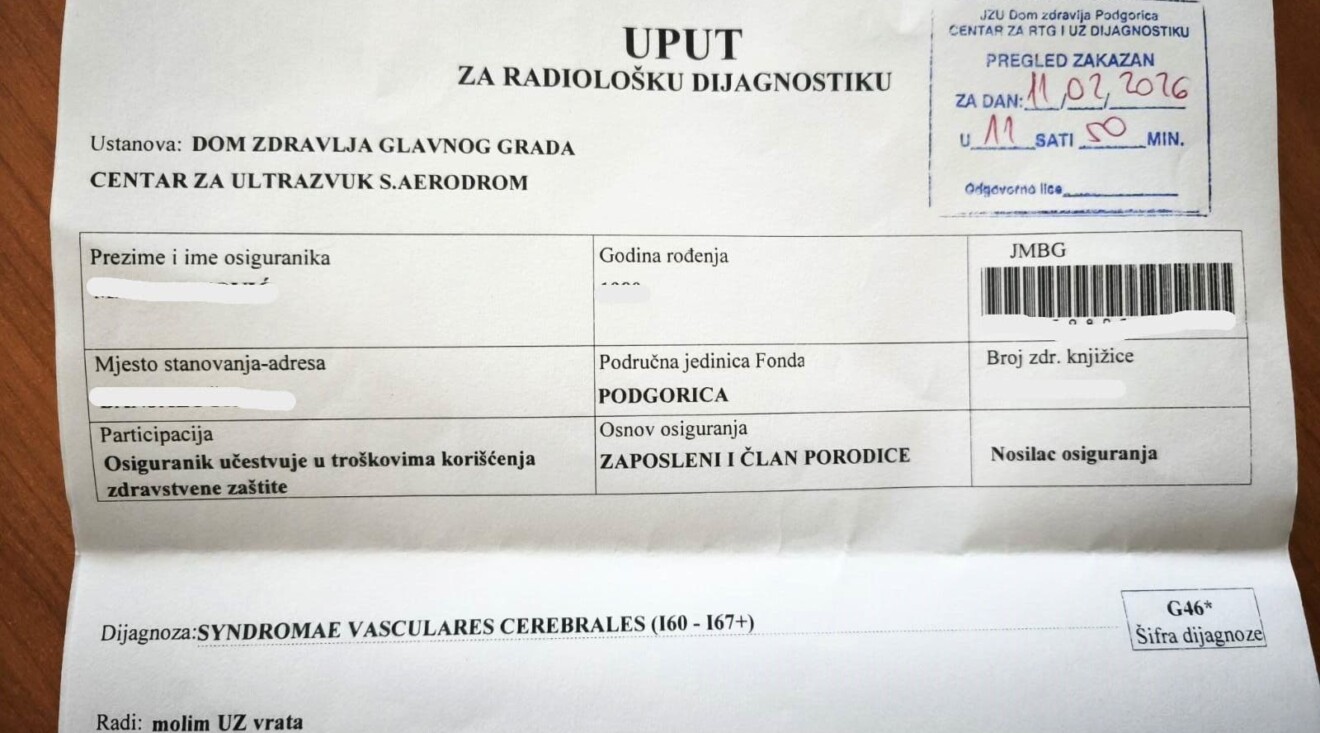 UPUT
ZA RADIOLOŠKU DIJAGNOSTIKU
JZU Dom zdravlja Podgorica
CENTAR ZA RTG I UZ DIJAGNOSTIKU
PREGLED ZAKAZAN
ZA DAN: 11/02/2026
U 11 SATI 50 MIN.
Odgovorno lice
Ustanova: DOM ZDRAVLJA GLAVNOG GRADA
CENTAR ZA ULTRAZVUK S.AERODROM
Prezime i ime osiguranika
Godina rođenja
JMBG
Mjesto stanovanja-adresa
Područna jedinica Fonda
PODGORICA
Broj zdr. knjižice
Participacija
Osiguranik učestvuje u troškovima korišćenja
zdravstvene zaštite
Osnov osiguranja
ZAPOSLENI I ČLAN PORODICE
Nosilac osiguranja
Dijagnoza:SYNDROMAE VASCULARES CEREBRALES (I60 - I67+)
G46*
Šifra dijagnoze
Radi: molim UZ vrata